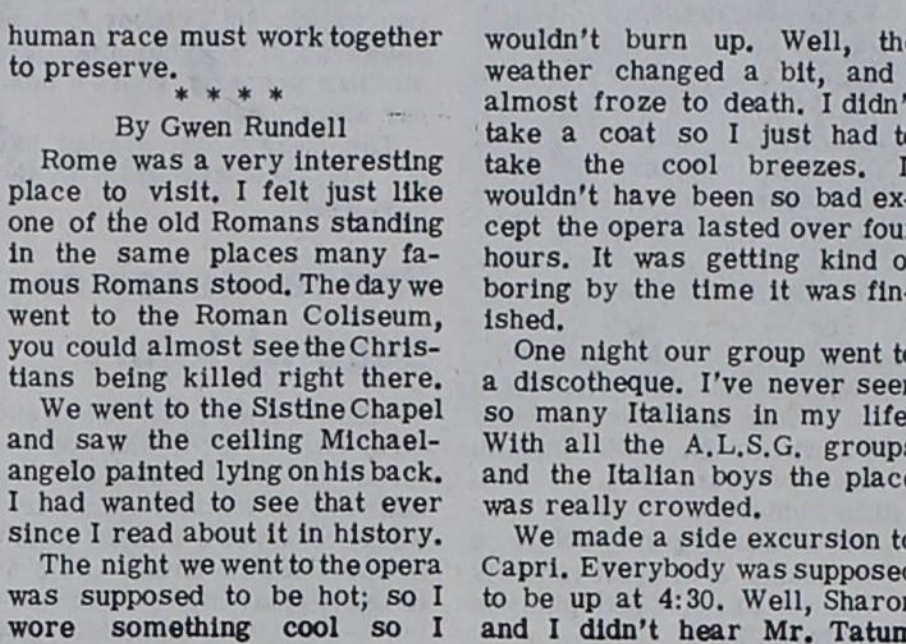 human race must work together
to preserve.
* * * *
By Gwen Rundell
Rome was a very interesting
place to visit. I felt just like
one of the old Romans standing
in the same places many fa-
mous Romans stood. The day we
went to the Roman Coliseum,
you could almost see the Chris-
tians being killed right there.
We went to the Sistine Chapel
and saw the ceiling Michael-
angelo painted lying on his back.
I had wanted to see that ever
since I read about it in history.
The night we went to the opera
was supposed to be hot; so I
wore something cool so I
wouldn't burn up. Well, the
weather changed a bit, and
almost froze to death. I didn'
take a coat so I just had to
take the cool breezes. I
wouldn't have been so bad ex-
cept the opera lasted over four
hours. It was getting kind o
boring by the time it was fin-
ished.
One night our group went to
a discotheque. I've never seen
so many Italians in my life
With all the A.L.S.G. groups
and the Italian boys the place
was really crowded.
We made a side excursion to
Capri. Everybody was supposed
to be up at 4:30. Well, Sharon
and I didn't hear Mr. Tatum